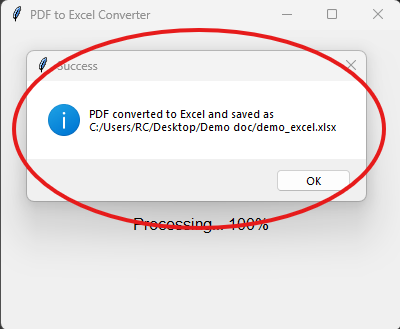 PDF to Excel Converter
Success
PDF converted to Excel and saved as
C:/Users/RC/Desktop/Demo doc/demo_excel.xlsx
OK
Processing... 100%